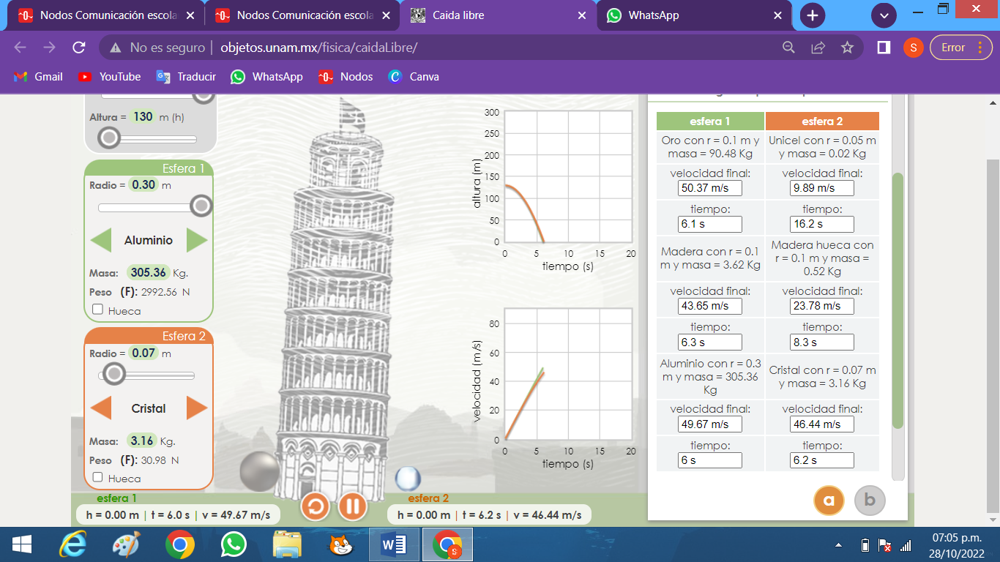 Nodos Comunicación escola
Nodos Comunicación escola
Caida libre
WhatsApp
No es seguro | objetos.unam.mx/fisica/caidaLibre/
S
Error
Gmail
YouTube
Traducir
WhatsApp
Nodos
Canva
Altura = 130 m (h)
Esfera 1
Radio = 0.30 m
Aluminio
Masa: 305.36 Kg.
Peso (F): 2992.56 N
Hueca
Esfera 2
Radio = 0.07 m
Cristal
Masa: 3.16 Kg.
Peso (F): 30.98 N
Hueca
esfera 1
h = 0.00 m | t = 6.0 s | v = 49.67 m/s
esfera 2
h = 0.00 m | t = 6.2 s | v = 46.44 m/s
altura (m)
300
250
200
150
100
50
0
0 5 10 15 20
tiempo (s)
velocidad (m/s)
80
60
40
20
0
0 5 10 15 20
tiempo (s)
esfera 1 esfera 2
Oro con r = 0.1 m y Unicel con r = 0.05 m
masa = 90.48 Kg y masa = 0.02 Kg
velocidad final: velocidad final:
50.37 m/s 9.89 m/s
tiempo: tiempo:
6.1 s 16.2 s
Madera con r = 0.1
m y masa = 3.62 Kg
Madera hueca con
r = 0.1 m y masa =
0.52 Kg
velocidad final: velocidad final:
43.65 m/s 23.78 m/s
tiempo: tiempo:
6.3 s 8.3 s
Aluminio con r = 0.3
m y masa = 305.36
Kg
Cristal con r = 0.07 m
y masa = 3.16 Kg
velocidad final: velocidad final:
49.67 m/s 46.44 m/s
tiempo: tiempo:
6 s 6.2 s
a b
07:05 p.m.
28/10/2022